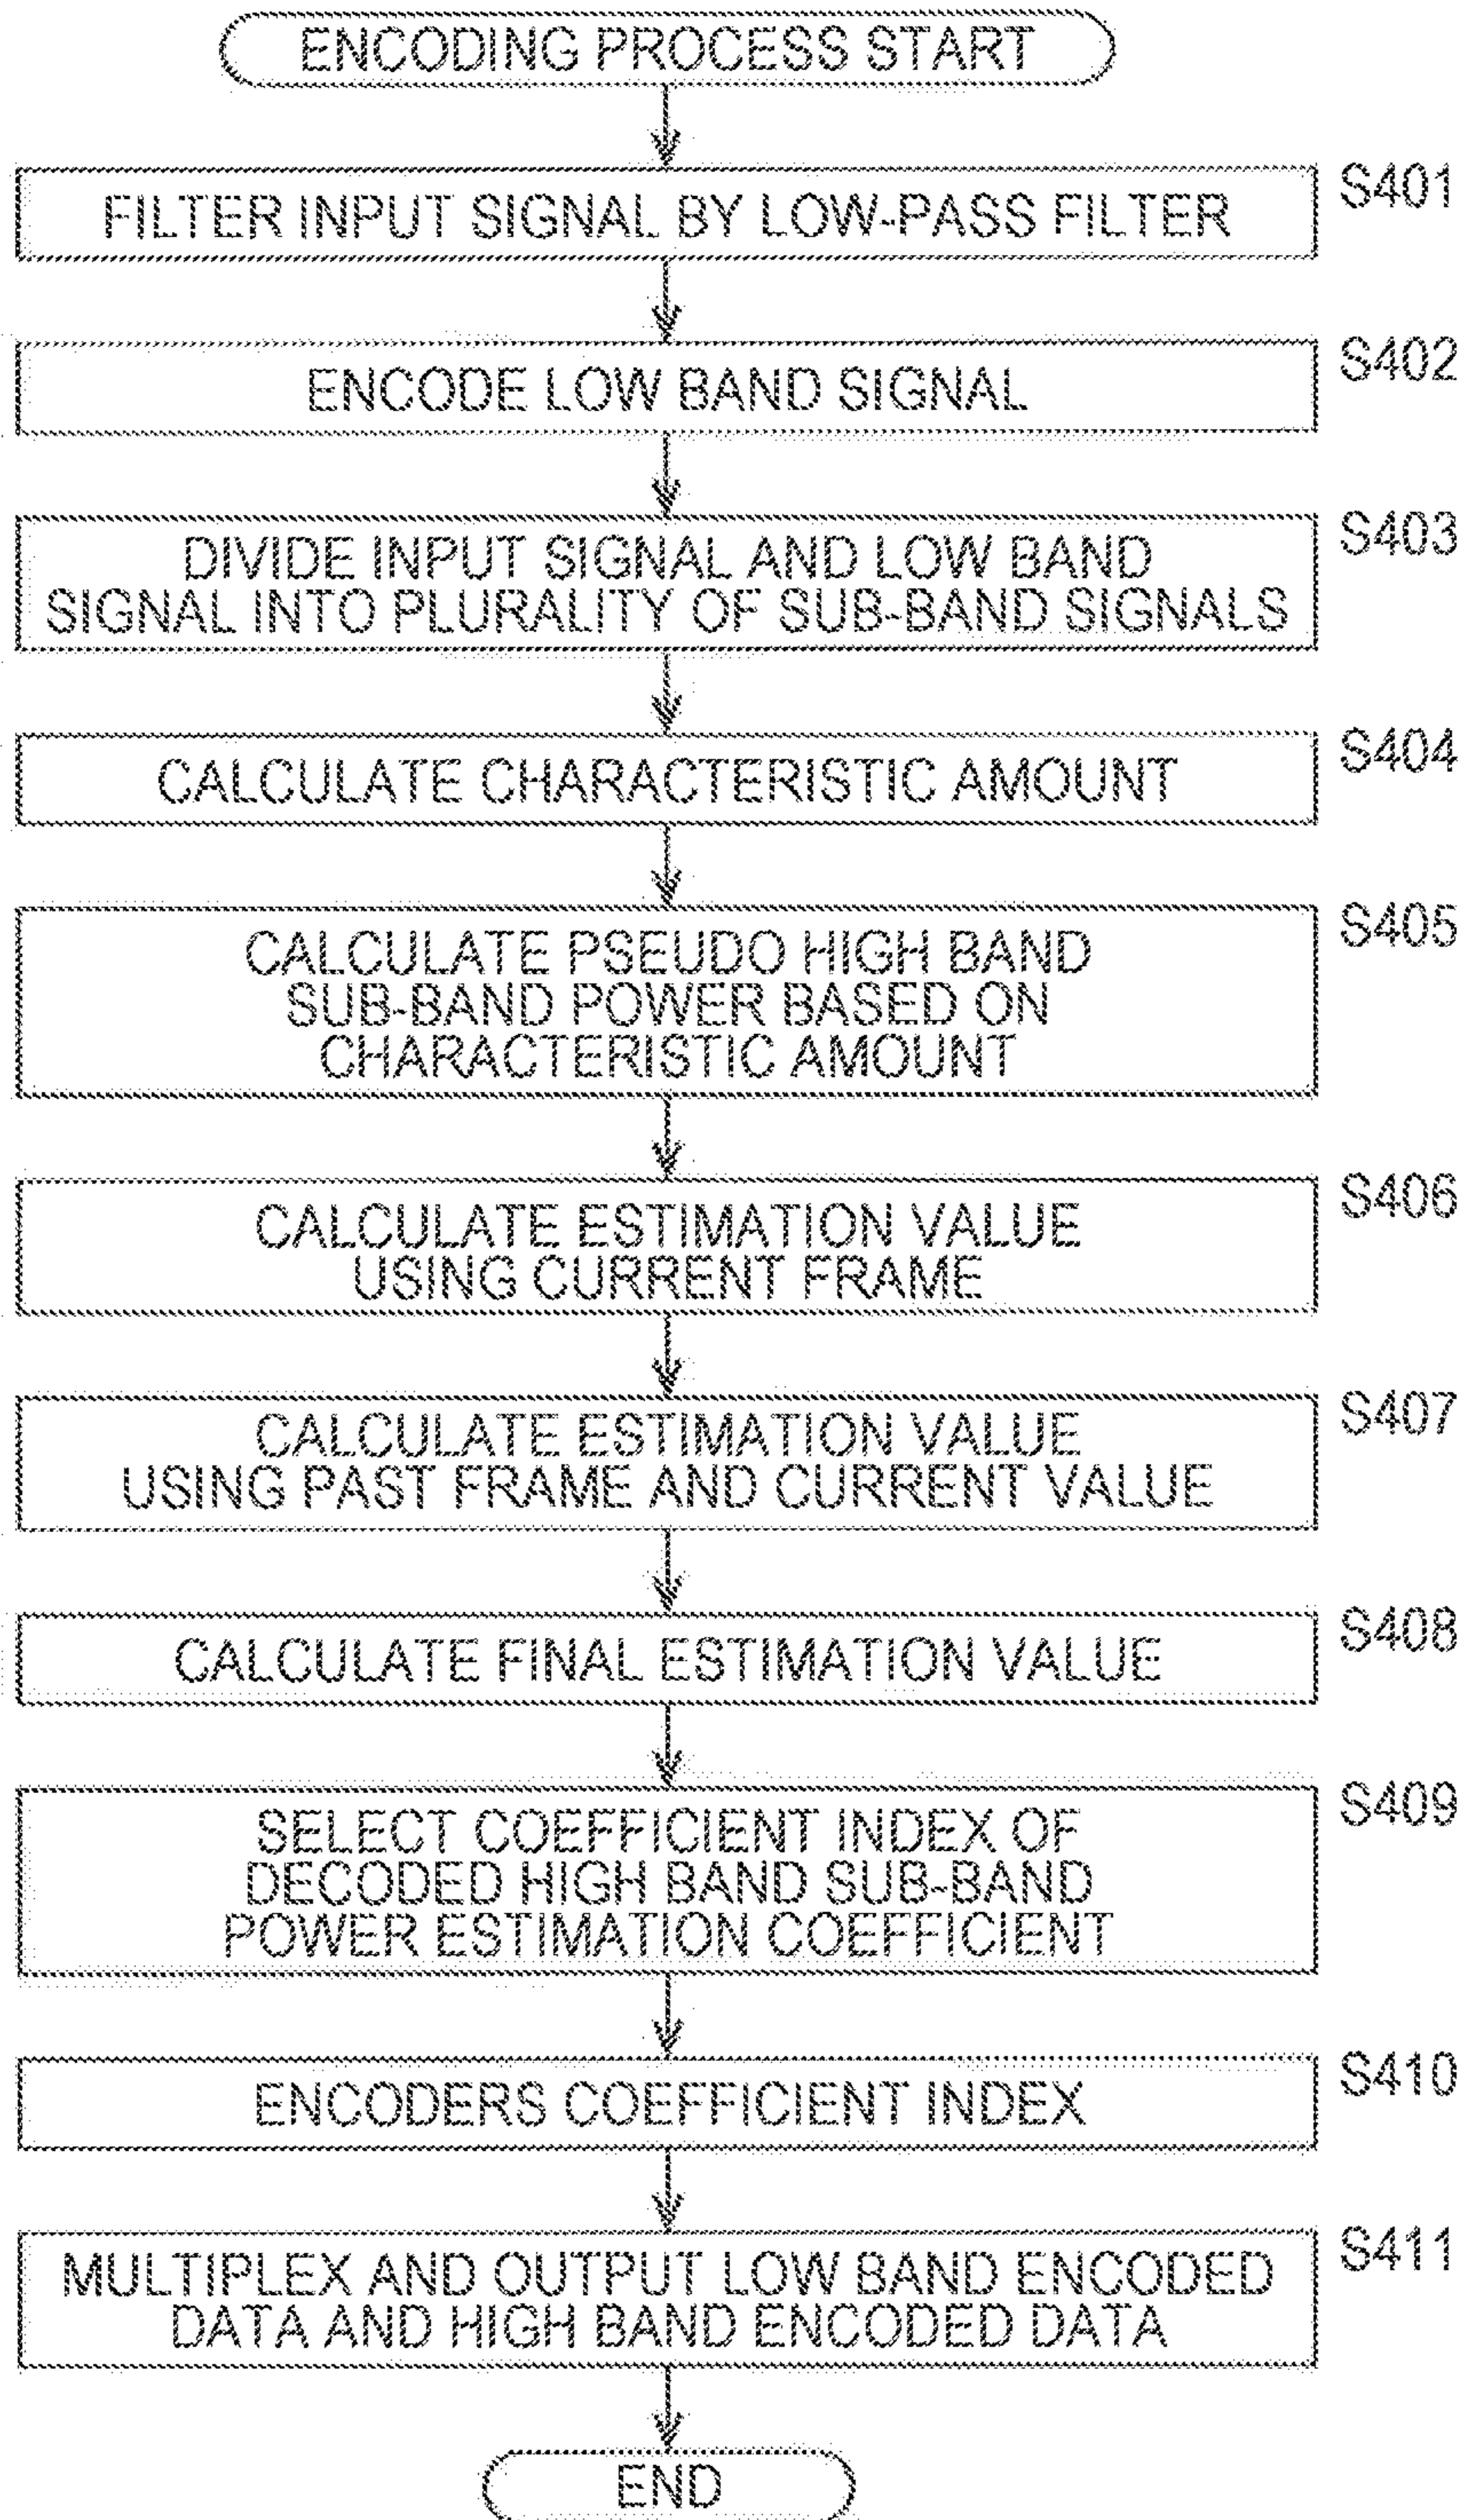 ENCODING PROCESS START
S401
FILTER INPUT SIGNAL BY LOW-PASS FILTER
S402
ENCODE LOW BAND SIGNAL
S403
DIVIDE INPUT SIGNAL AND LOW BAND
SIGNAL INTO PLURALITY OF SUB-BAND SIGNALS
S404
CALCULATE CHARACTERISTIC AMOUNT
S405
CALCULATE PSEUDO HIGH BAND
SUB-BAND POWER BASED ON
CHARACTERISTIC AMOUNT
S406
CALCULATE ESTIMATION VALUE
USING CURRENT FRAME
S407
CALCULATE ESTIMATION VALUE
USING PAST FRAME AND CURRENT VALUE
S408
CALCULATE FINAL ESTIMATION VALUE
S409
SELECT COEFFICIENT INDEX OF
DECODED HIGH BAND SUB-BAND
POWER ESTIMATION COEFFICIENT
S410
ENCODERS COEFFICIENT INDEX
S411
MULTIPLEX AND OUTPUT LOW BAND ENCODED
DATA AND HIGH BAND ENCODED DATA
END